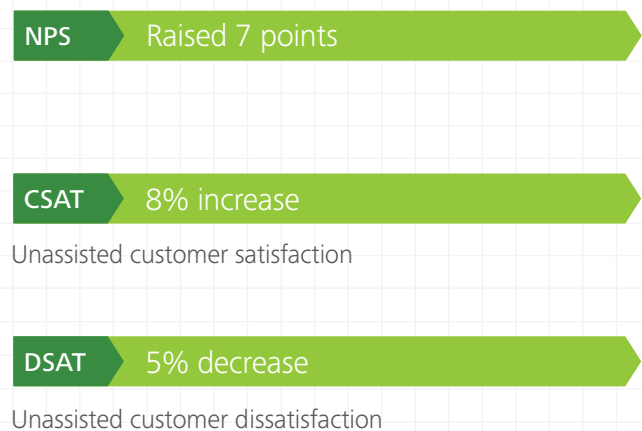 NPS Raised 7 points
CSAT 8% increase
Unassisted customer satisfaction
DSAT 5% decrease
Unassisted customer dissatisfaction